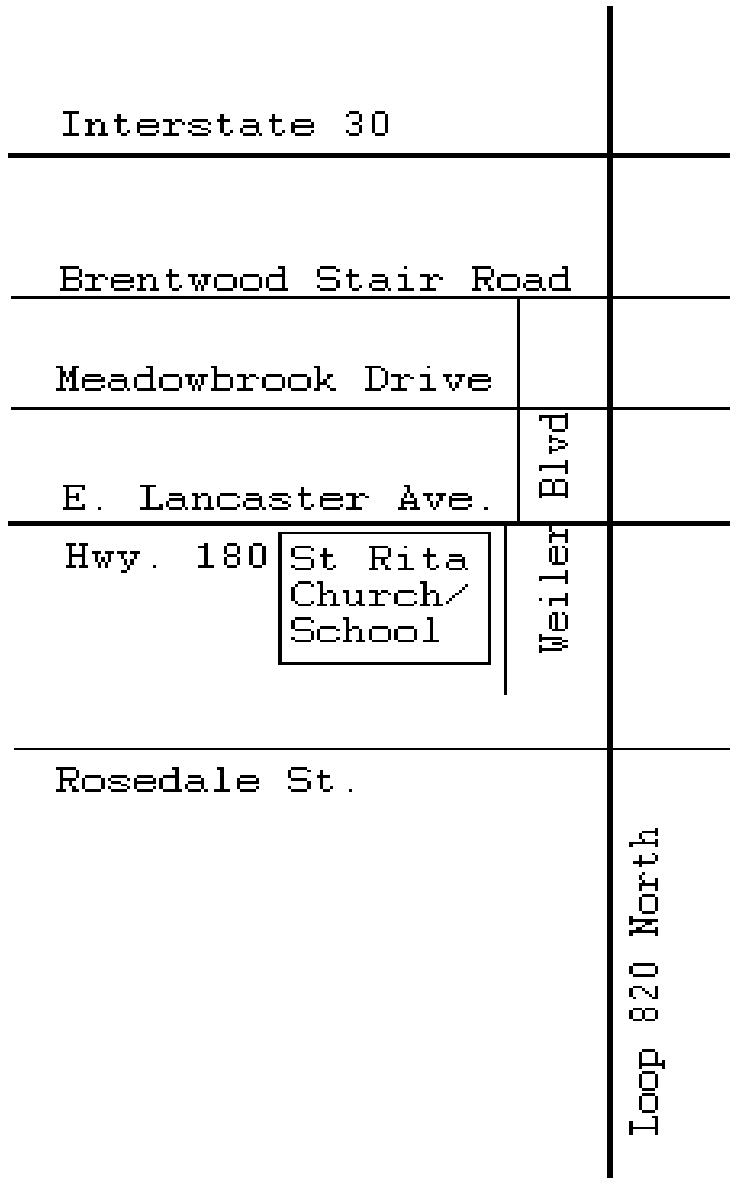 Interstate 30
Brentwood Stair Road
Meadowbrook Drive
E. Lancaster Ave.
Hwy. 180
St Rita
Church/
School
Weiler Blvd
Rosedale St.
Loop 820 North